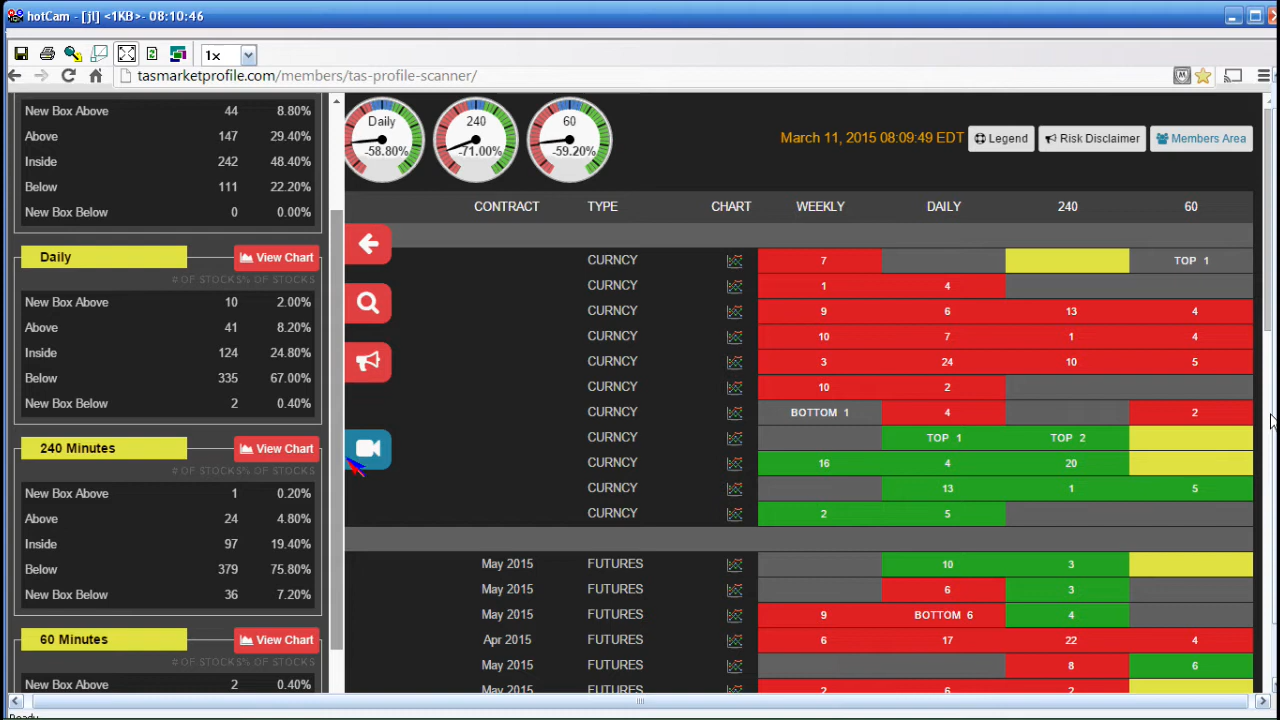 hotCam - [jl] <1KB>- 08:10:46
1x
tasmarketprofile.com/members/tas-profile-scanner/
New Box Above 44 8.80%
Above 147 29.40%
Inside 242 48.40%
Below 111 22.20%
New Box Below 0 0.00%
Daily View Chart
# OF STOCKS % OF STOCKS
New Box Above 10 2.00%
Above 41 8.20%
Inside 124 24.80%
Below 335 67.00%
New Box Below 2 0.40%
240 Minutes View Chart
# OF STOCKS % OF STOCKS
New Box Above 1 0.20%
Above 24 4.80%
Inside 97 19.40%
Below 379 75.80%
New Box Below 36 7.20%
60 Minutes View Chart
# OF STOCKS % OF STOCKS
New Box Above 2 0.40%
Daily -58.80%
240 -71.00%
60 -59.20%
March 11, 2015 08:09:49 EDT Legend Risk Disclaimer Members Area
CONTRACT TYPE CHART WEEKLY DAILY 240 60
CURNCY 7 TOP 1
CURNCY 1 4
CURNCY 9 6 13 4
CURNCY 10 7 1 4
CURNCY 3 24 10 5
CURNCY 10 2
CURNCY BOTTOM 1 4 2
CURNCY TOP 1 TOP 2
CURNCY 16 4 20
CURNCY 13 1 5
CURNCY 2 5
May 2015 FUTURES 10 3
May 2015 FUTURES 6 3
May 2015 FUTURES 9 BOTTOM 6 4
Apr 2015 FUTURES 6 17 22 4
May 2015 FUTURES 8 6
May 2015 FUTURES 2 6 2
Ready